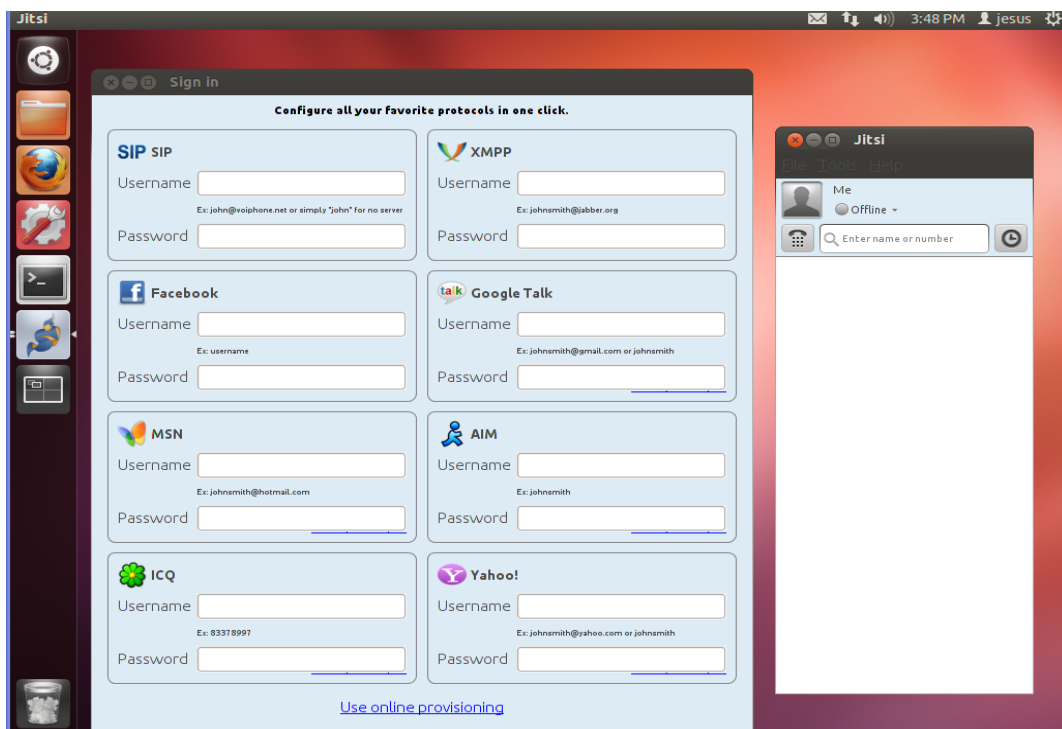 Jitsi
3:48 PM jesus
Sign in
Configure all your favorite protocols in one click.
SIP SIP
Username
Ex: john@voiphone.net or simply "john" for no server
Password
XMPP
Username
Ex: johnsmith@jabber.org
Password
Facebook
Username
Ex: username
Password
talk Google Talk
Username
Ex: johnsmith@gmail.com or johnsmith
Password
MSN
Username
Ex: johnsmith@hotmail.com
Password
AIM
Username
Ex: johnsmith
Password
ICQ
Username
Ex: 83378997
Password
Yahoo!
Username
Ex: johnsmith@yahoo.com or johnsmith
Password
Use online provisioning
Jitsi
File Tools Help
Me
Offline
Enter name or number